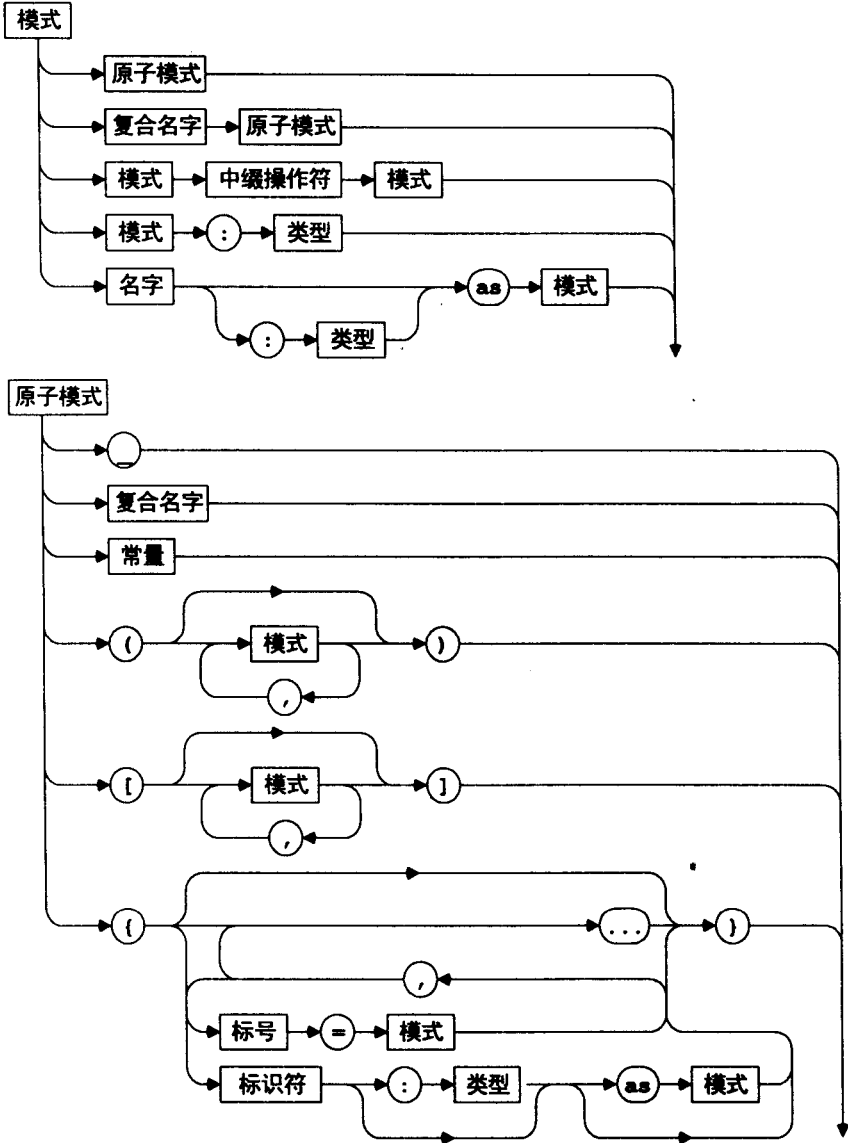 模式
原子模式
复合名字 原子模式
模式 中缀操作符 模式
模式 : 类型
名字 as 模式
: 类型
原子模式
_
复合名字
常量
( 模式 )
,
[ 模式 ]
,
{ ... }
,
标号 = 模式
标识符 : 类型 as 模式